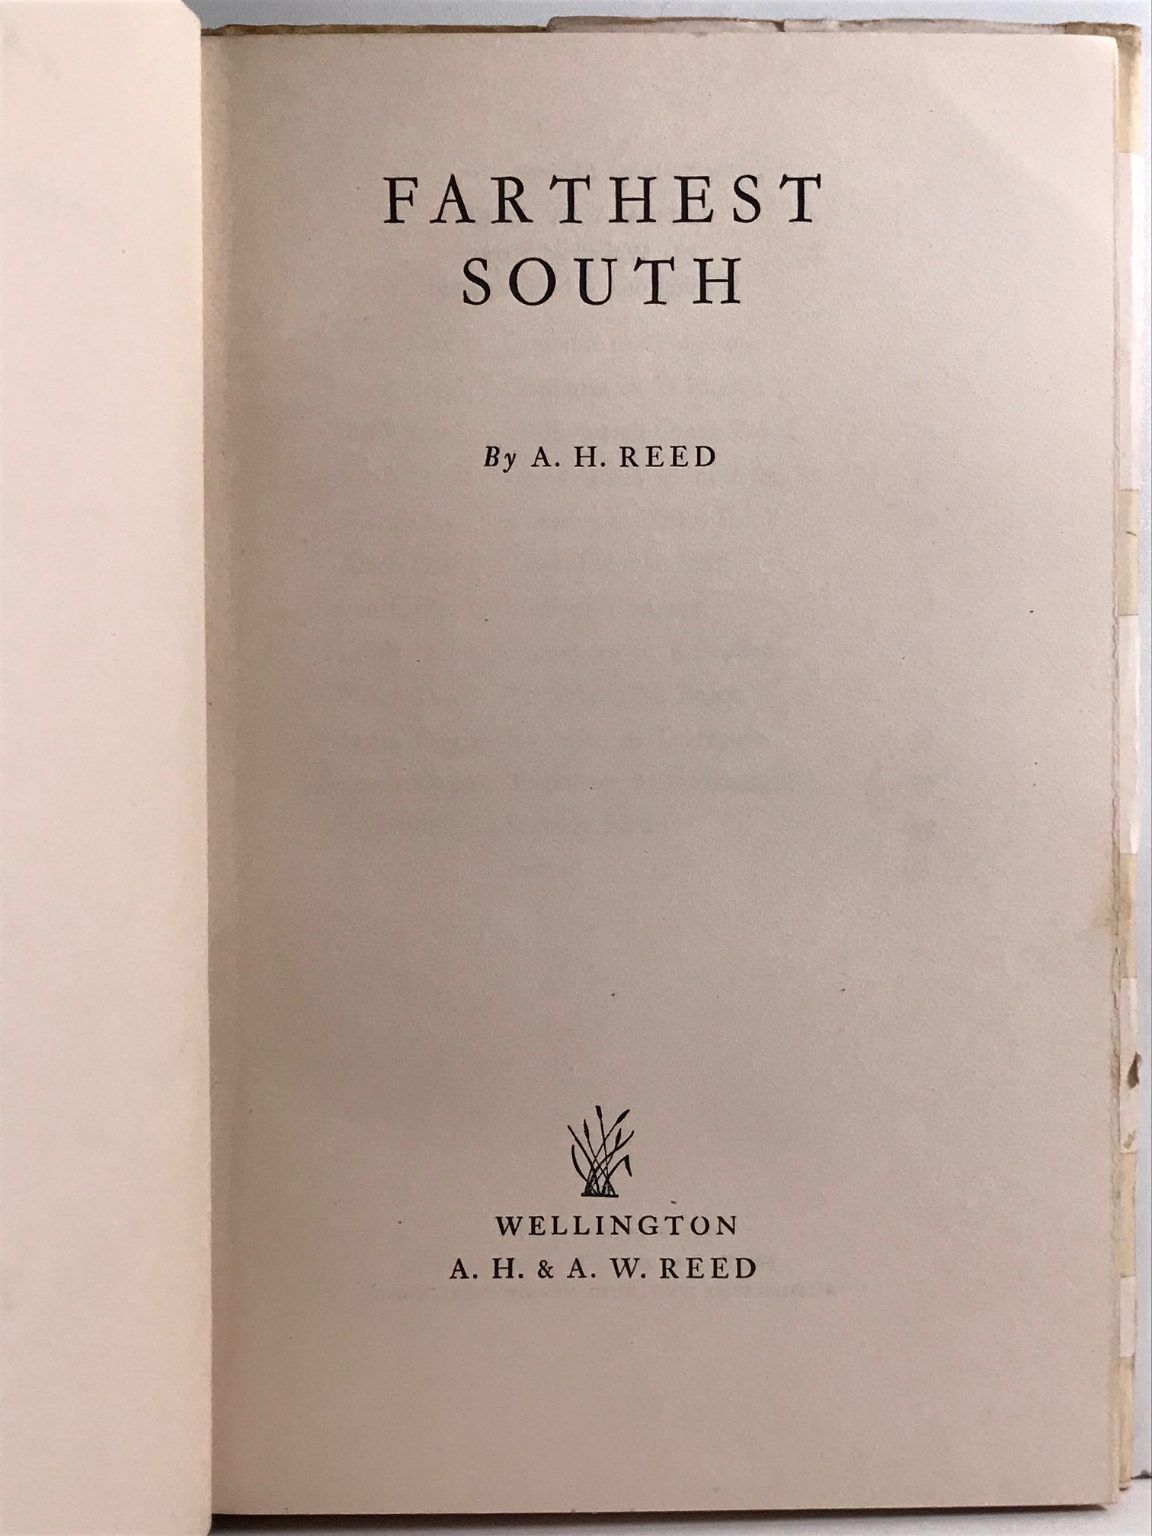 FARTHEST
SOUTH
By A. H. REED
WELLINGTON
A. H. & A. W. REED